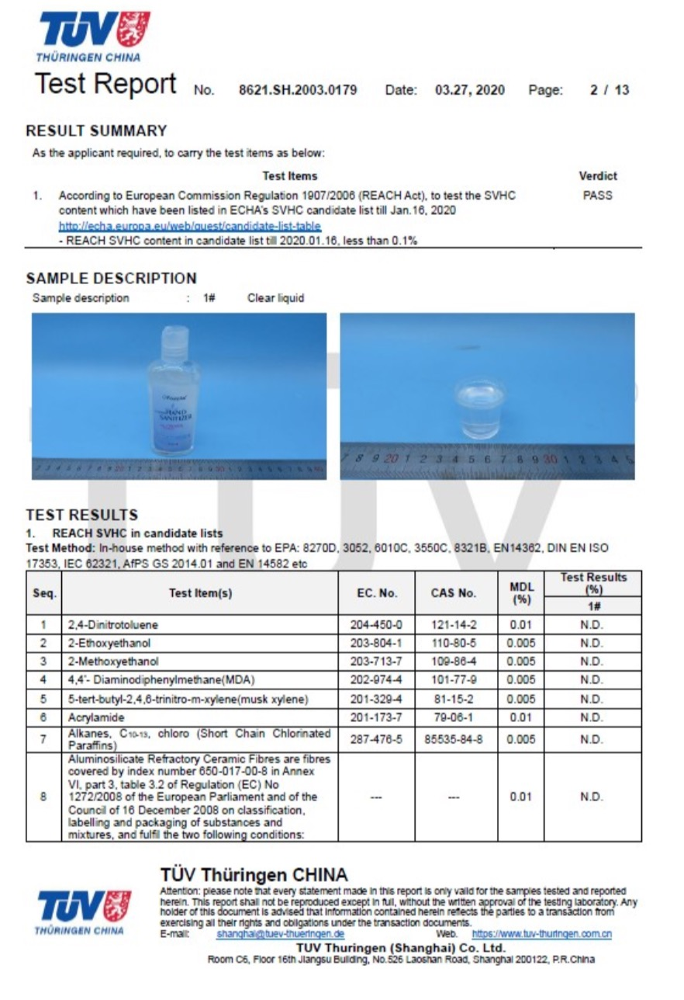 TÜV
THÜRINGEN CHINA
Test Report No. 8621.SH.2003.0179 Date: 03.27, 2020 Page: 2 / 13
RESULT SUMMARY
As the applicant required, to carry the test items as below:
Test Items Verdict
1. According to European Commission Regulation 1907/2006 (REACH Act), to test the SVHC PASS
content which have been listed in ECHA's SVHC candidate list till Jan.16, 2020
http://echa.europa.eu/web/guest/candidate-list-table
- REACH SVHC content in candidate list till 2020.01.16, less than 0.1%
SAMPLE DESCRIPTION
Sample description : 1# Clear liquid
HAND
SANITIZER
7 8 9 20 1 2 3 4 5 6 7 8 9 30 1 2 3 4 5
TÜV
TEST RESULTS
1. REACH SVHC in candidate lists
Test Method: In-house method with reference to EPA: 8270D, 3052, 6010C, 3550C, 8321B, EN14362, DIN EN ISO
17353, IEC 62321, AfPS GS 2014.01 and EN 14582 etc
Seq. Test Item(s) EC. No. CAS No. MDL (%) Test Results (%)
1#
1 2,4-Dinitrotoluene 204-450-0 121-14-2 0.01 N.D.
2 2-Ethoxyethanol 203-804-1 110-80-5 0.005 N.D.
3 2-Methoxyethanol 203-713-7 109-86-4 0.005 N.D.
4 4,4'- Diaminodiphenylmethane(MDA) 202-974-4 101-77-9 0.005 N.D.
5 5-tert-butyl-2,4,6-trinitro-m-xylene(musk xylene) 201-329-4 81-15-2 0.005 N.D.
6 Acrylamide 201-173-7 79-06-1 0.01 N.D.
7 Alkanes, C10-13, chloro (Short Chain Chlorinated
Paraffins) 287-476-5 85535-84-8 0.005 N.D.
Aluminosilicate Refractory Ceramic Fibres are fibres
covered by index number 650-017-00-8 in Annex
VI, part 3, table 3.2 of Regulation (EC) No
8 1272/2008 of the European Parliament and of the --- --- 0.01 N.D.
Council of 16 December 2008 on classification,
labelling and packaging of substances and
mixtures, and fulfil the two following conditions:
TÜV
THÜRINGEN CHINA
TÜV Thüringen CHINA
Attention: please note that every statement made in this report is only valid for the samples tested and reported
herein. This report shall not be reproduced except in full, without the written approval of the testing laboratory. Any
holder of this document is advised that information contained herein reflects the parties to a transaction from
exercising all their rights and obligations under the transaction documents.
E-mail: shanghai@tuev-thueringen.de Web. https://www.tuv-thuringen.com.cn
TUV Thuringen (Shanghai) Co. Ltd.
Room C6, Floor 16th Jiangsu Building, No.526 Laoshan Road, Shanghai 200122, P.R.China